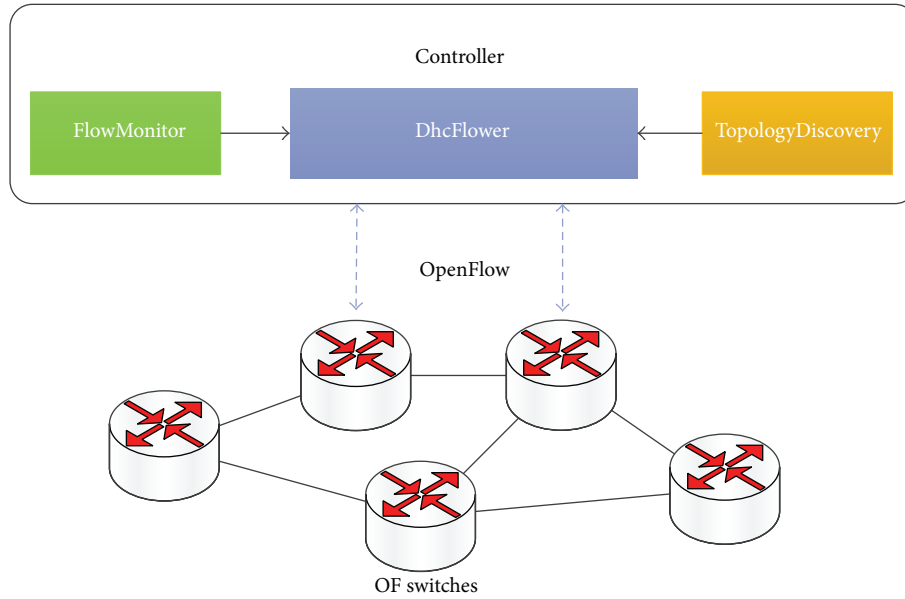 Controller
FlowMonitor
DhcFlower
TopologyDiscovery
OpenFlow
OF switches